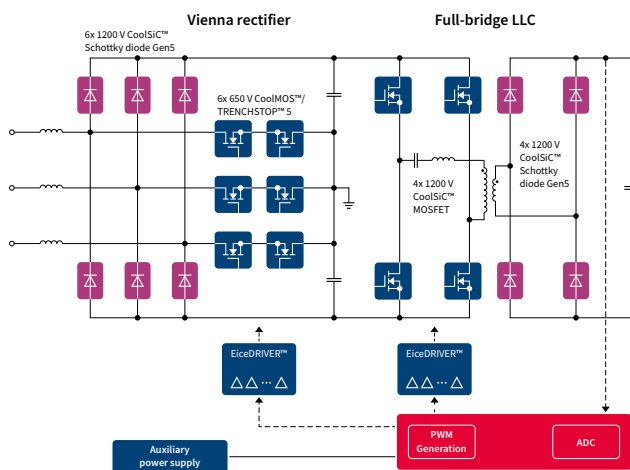 Vienna rectifier
Full-bridge LLC
6x 1200 V CoolSiC™
Schottky diode Gen5
6x 650 V CoolMOS™/
TRENCHSTOP™ 5
4x 1200 V
CoolSiC™
Schottky
diode Gen5
4x 1200 V
CoolSiC™
MOSFET
EiceDRIVER™
EiceDRIVER™
PWM
Generation
ADC
Auxiliary
power supply